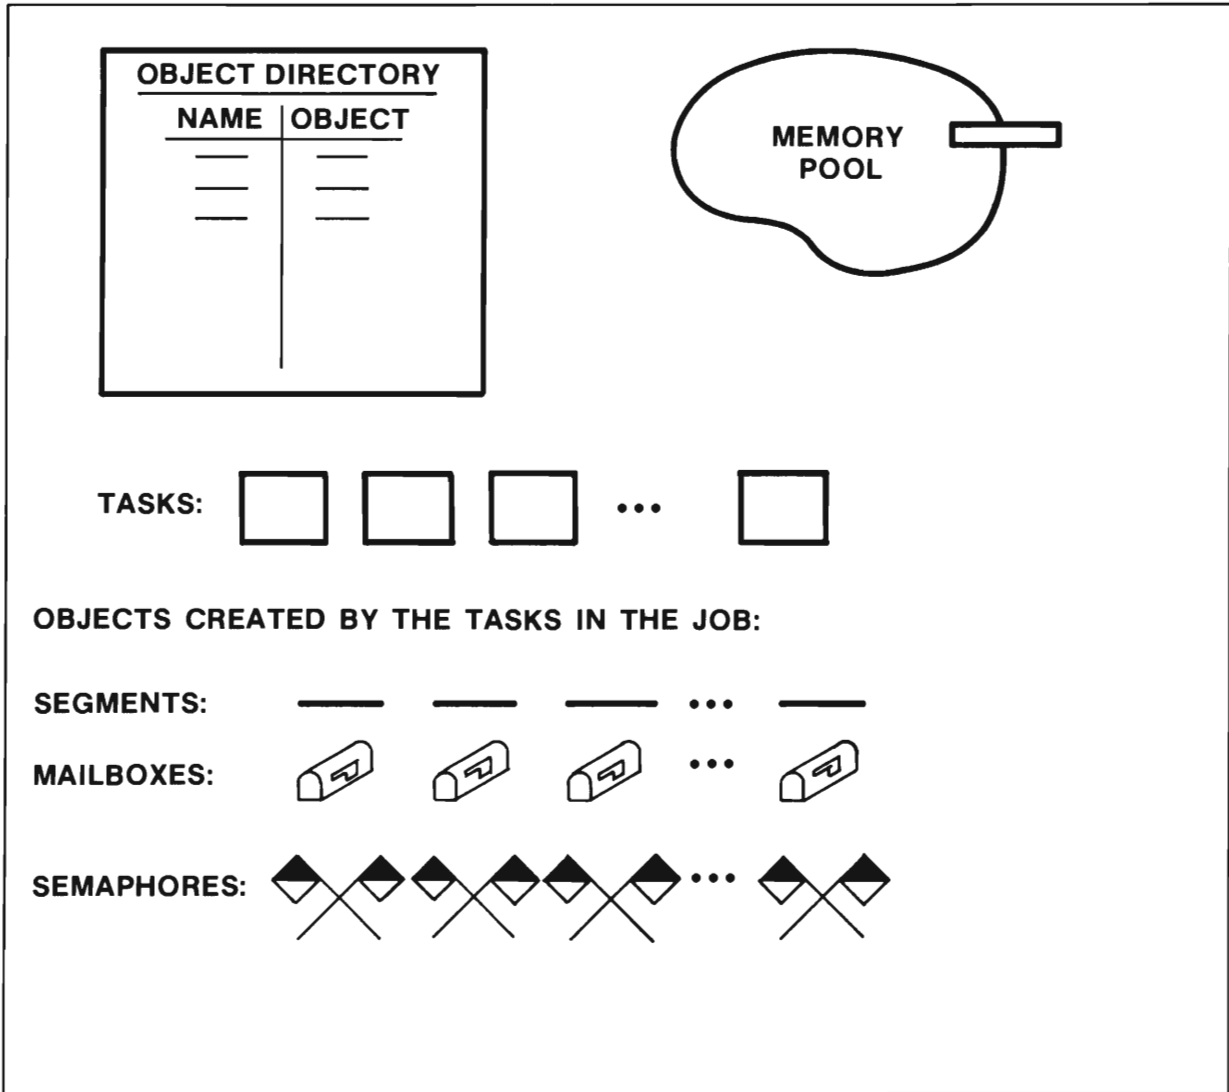 OBJECT DIRECTORY
NAME OBJECT
MEMORY
POOL
TASKS: •••
OBJECTS CREATED BY THE TASKS IN THE JOB:
SEGMENTS: •••
MAILBOXES: •••
SEMAPHORES: •••